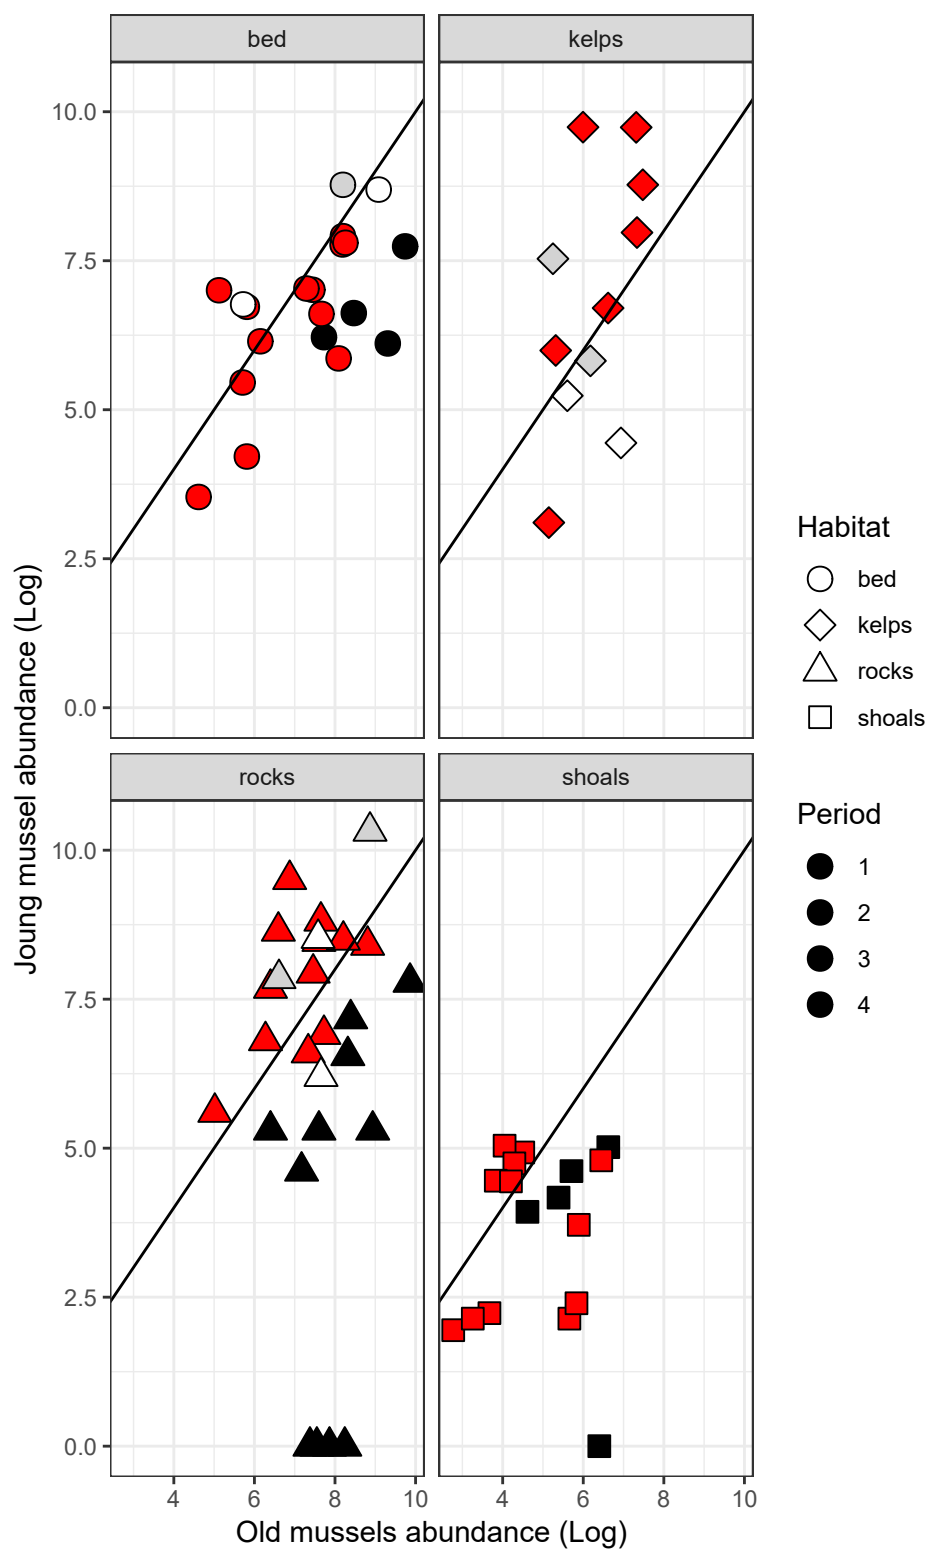 bed
kelps
10.0
7.5
5.0
2.5
0.0
rocks
shoals
10.0
7.5
5.0
2.5
0.0
4 6 8 10
4 6 8 10
Old mussels abundance (Log)
Joung mussel abundance (Log)
Habitat
bed
kelps
rocks
shoals
Period
1
2
3
4